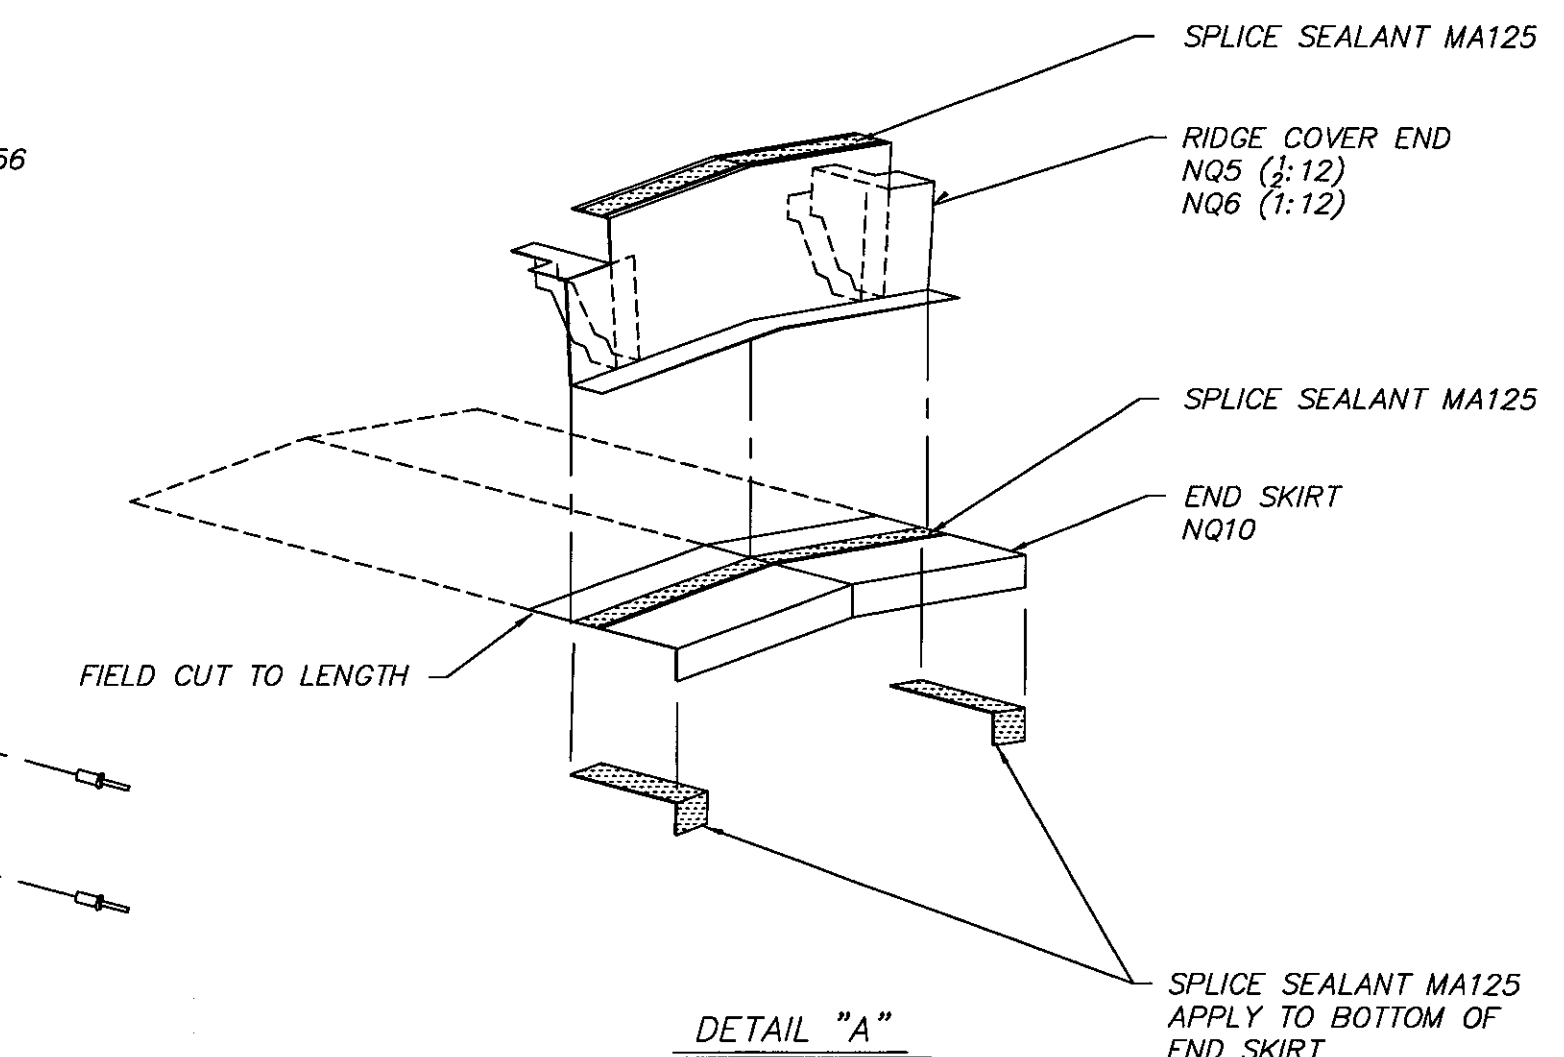 SPLICE SEALANT MA125
RIDGE COVER END
NQ5 (½:12)
NQ6 (1:12)
56
SPLICE SEALANT MA125
END SKIRT
NQ10
FIELD CUT TO LENGTH
SPLICE SEALANT MA125
APPLY TO BOTTOM OF
END SKIRT
DETAIL "A"